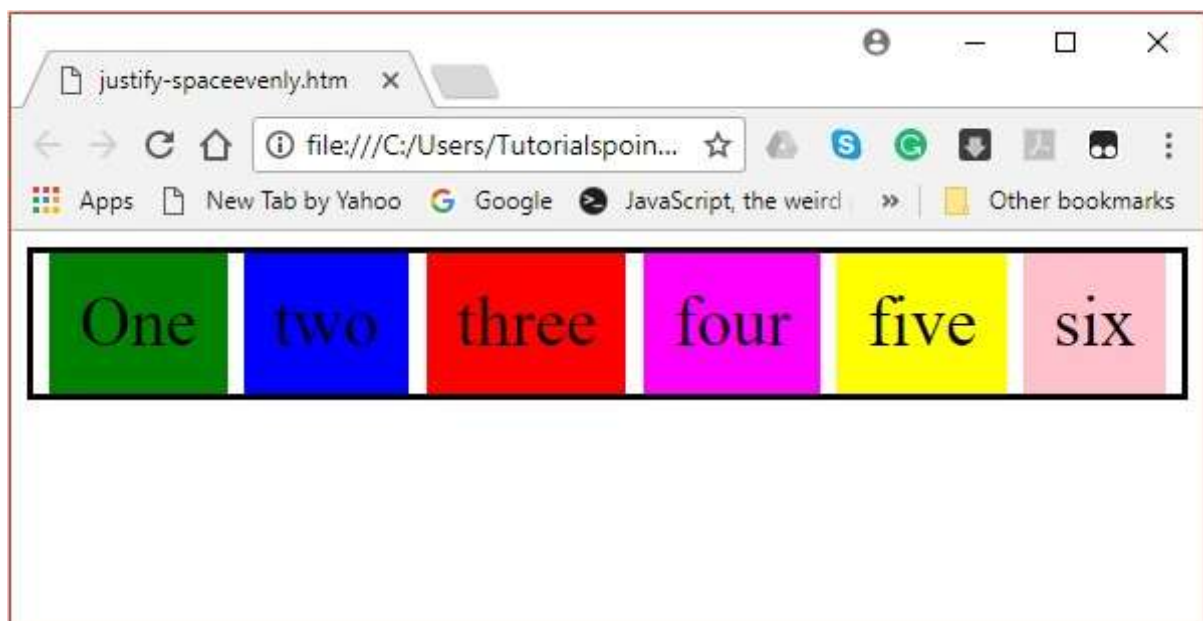 justify-spaceevenly.htm
file:///C:/Users/Tutorialspoin...
Apps New Tab by Yahoo Google JavaScript, the weird » Other bookmarks
One two three four five six